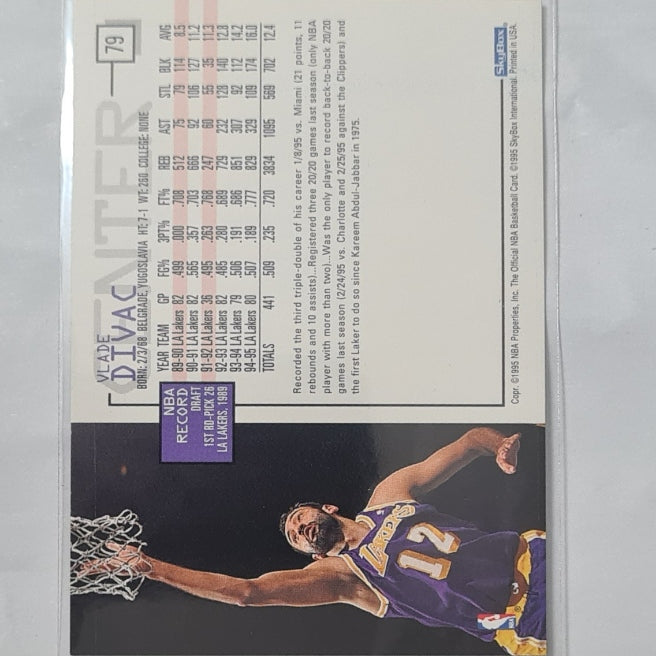 79
CENTER
VLADE
DIVAC
BORN: 2/3/68 BELGRADE, YUGOSLAVIA HT: 7-1 WT: 260 COLLEGE: NONE
NBA
RECORD
DRAFT
1ST RD-PICK 26
LA LAKERS, 1989
YEAR TEAM GP FG% 3PT% FT% REB AST STL BLK AVG
89-90 LA Lakers 82 .499 .000 .708 512 75 79 114 8.5
90-91 LA Lakers 82 .565 .357 .703 666 92 106 127 11.2
91-92 LA Lakers 36 .495 .263 .768 247 60 55 35 11.3
92-93 LA Lakers 82 .485 .280 .689 729 232 128 140 12.8
93-94 LA Lakers 79 .506 .191 .686 851 307 92 112 14.2
94-95 LA Lakers 80 .507 .189 .777 829 329 109 174 16.0
TOTALS 441 .509 .235 .720 3834 1095 569 702 12.4
Recorded the third triple-double of his career 1/8/95 vs. Miami (21 points, 11
rebounds and 10 assists)...Registered three 20/20 games last season (only NBA
player with more than two)...Was the only player to record back-to-back 20/20
games last season (2/24/95 vs. Charlotte and 2/25/95 against the Clippers) and
the first Laker to do so since Kareem Abdul-Jabbar in 1975.
Copr. ©1995 NBA Properties, Inc. The Official NBA Basketball Card. ©1995 SkyBox International. Printed in USA.
SkyBox
LAKERS
12
NBA